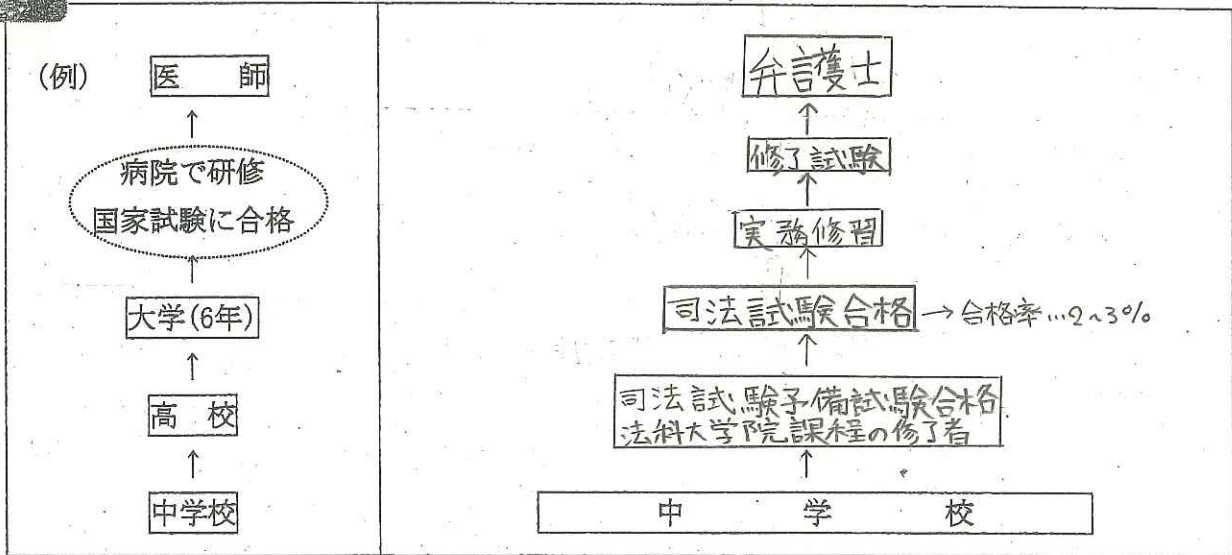 (例)
医 師
↑
病院で研修
国家試験に合格
↑
大学(6年)
↑
高 校
↑
中学校
弁護士
↑
修了試験
↑
実務修習
↑
司法試験合格 → 合格率…2~3%
↑
司法試験予備試験合格
法科大学院課程の修了者
↑
中 学 校